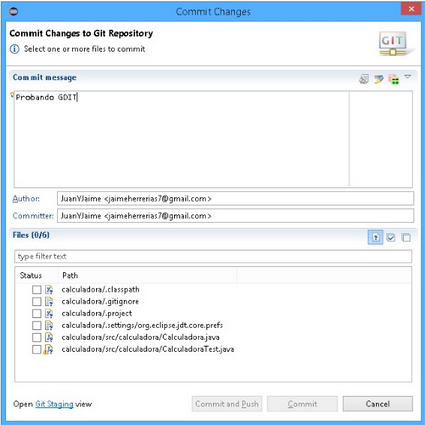 Commit Changes
Commit Changes to Git Repository
Select one or more files to commit
GIT
Commit message
Probando GDIT
Author: JuanYJaime <jaimeherrerias7@gmail.com>
Committer: JuanYJaime <jaimeherrerias7@gmail.com>
Files (0/6)
type filter text
Status Path
calculadora/.classpath
calculadora/.gitignore
calculadora/.project
calculadora/.settings/org.eclipse.jdt.core.prefs
calculadora/src/calculadora/Calculadora.java
calculadora/src/calculadora/CalculadoraTest.java
Open Git Staging view
Commit and Push
Commit
Cancel